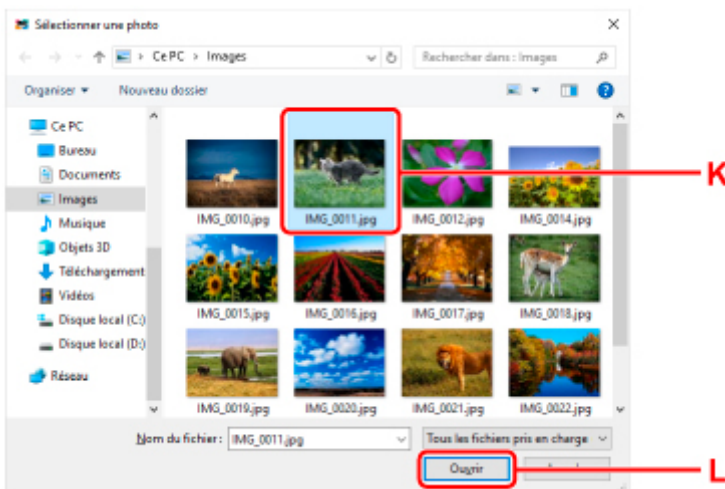 Sélectionner une photo
Ce PC > Images
Rechercher dans : Images
Organiser
Nouveau dossier
Ce PC
Bureau
Documents
Images
Musique
Objets 3D
Téléchargement
Vidéos
Disque local (C:)
Disque local (D:)
Réseau
IMG_0010.jpg IMG_0011.jpg IMG_0012.jpg IMG_0014.jpg
IMG_0015.jpg IMG_0016.jpg IMG_0017.jpg IMG_0018.jpg
IMG_0019.jpg IMG_0020.jpg IMG_0021.jpg IMG_0022.jpg
K
Nom du fichier : IMG_0011.jpg
Tous les fichiers pris en charge
Ouvrir
L